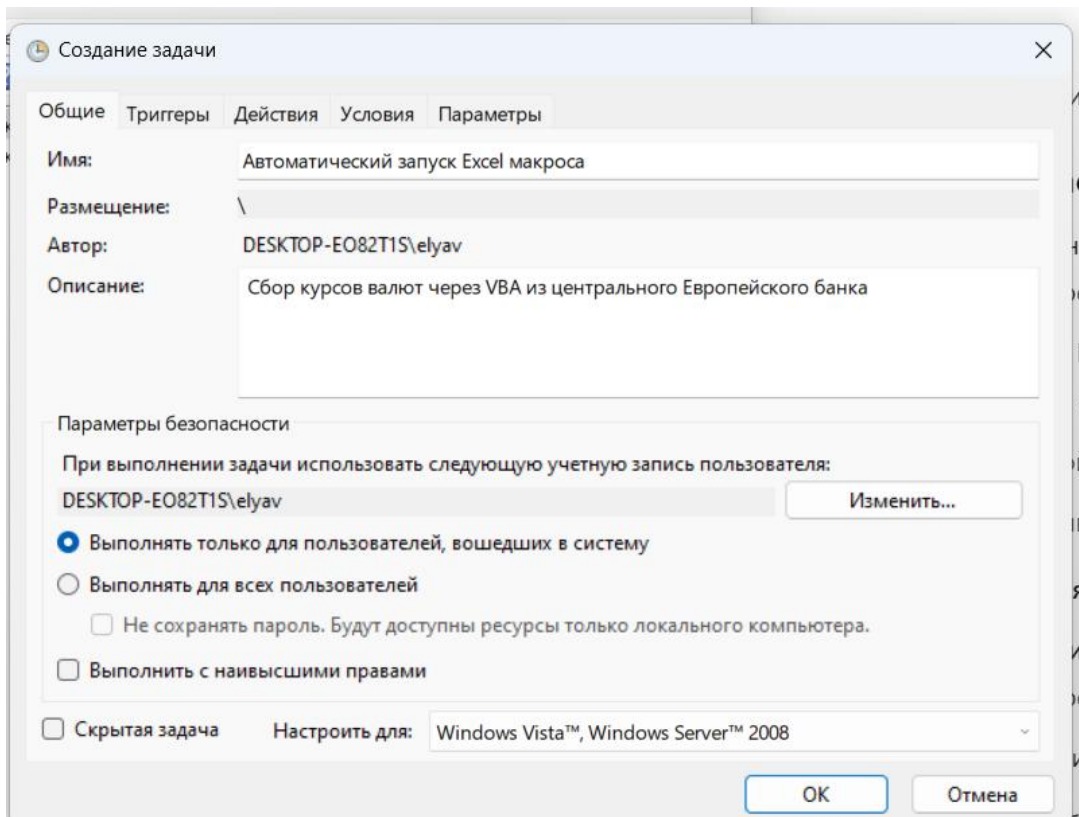 Создание задачи
Общие Триггеры Действия Условия Параметры
Имя: Автоматический запуск Excel макроса
Размещение: \
Автор: DESKTOP-EO82T1S\elyav
Описание: Сбор курсов валют через VBA из центрального Европейского банка
Параметры безопасности
При выполнении задачи использовать следующую учетную запись пользователя:
DESKTOP-EO82T1S\elyav Изменить...
Выполнять только для пользователей, вошедших в систему
Выполнять для всех пользователей
Не сохранять пароль. Будут доступны ресурсы только локального компьютера.
Выполнить с наивысшими правами
Скрытая задача Настроить для: Windows Vista™, Windows Server™ 2008
ОК Отмена